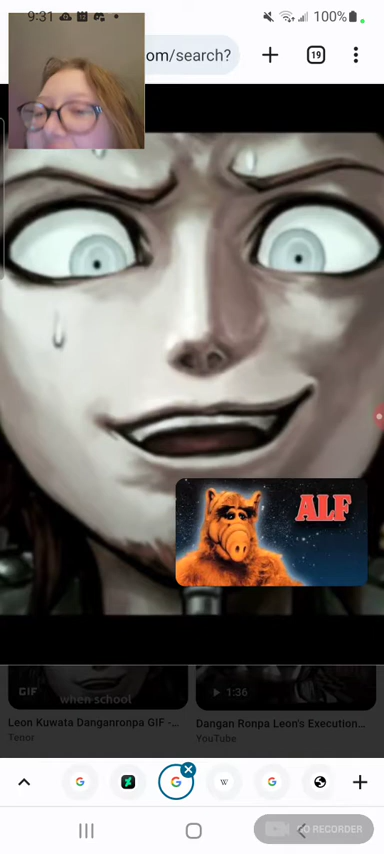 9:31
100%
om/search?
19
ALF
GIF
when school
1:36
Leon Kuwata Danganronpa GIF -...
Dangan Ronpa Leon's Execution...
Tenor
YouTube
W
GO RECORDER